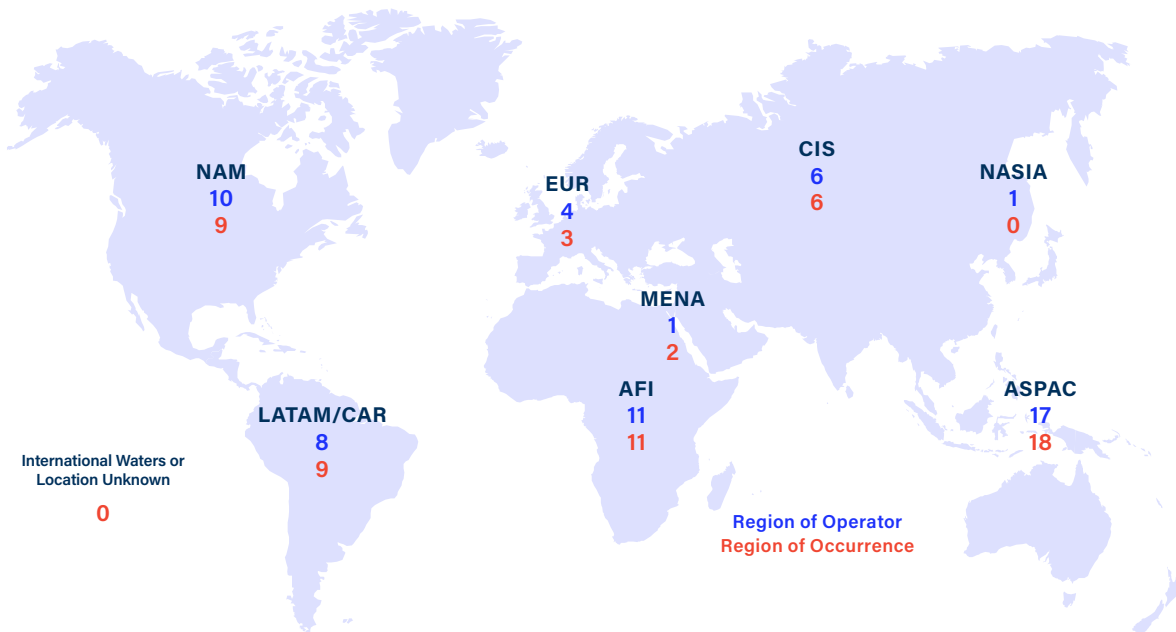 CIS
6
6
NAM
10
9
NASIA
1
0
EUR
4
3
MENA
1
2
AFI
11
11
ASPAC
17
18
LATAM/CAR
8
9
International Waters or
Location Unknown
0
Region of Operator
Region of Occurrence